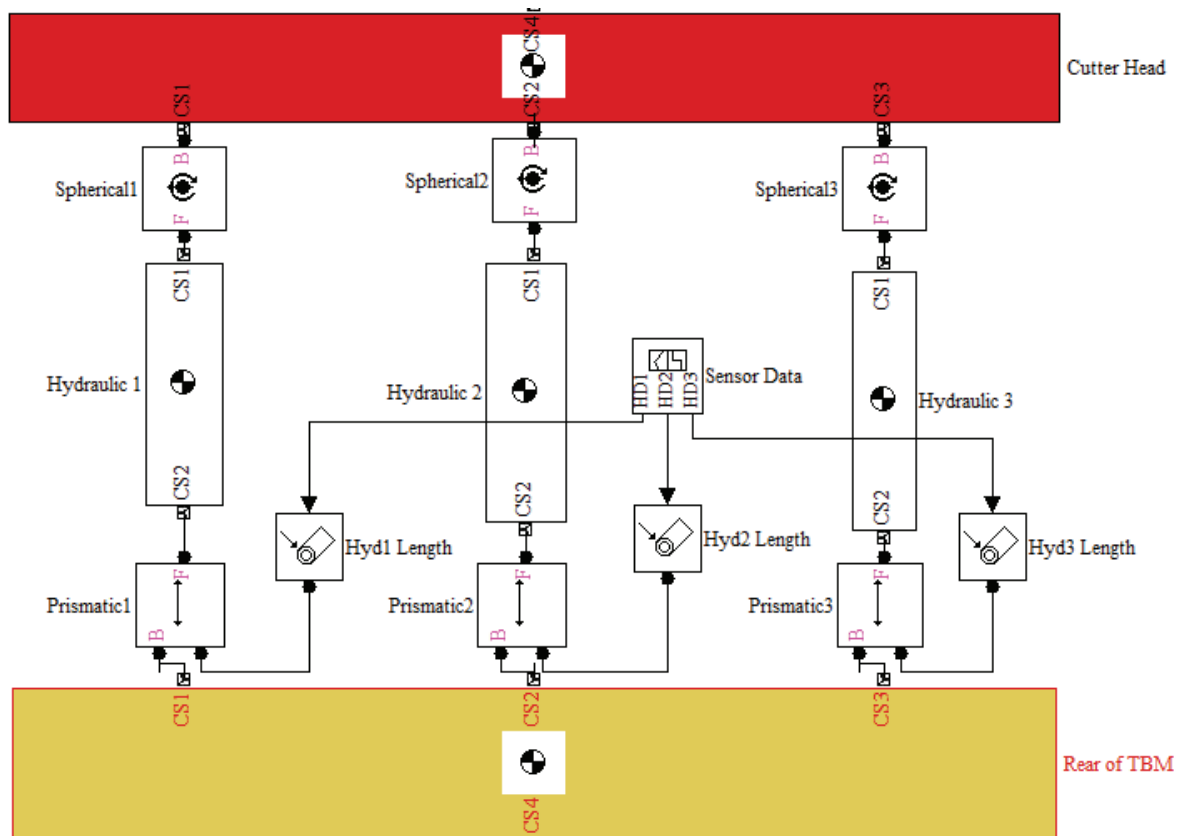 CS4
Cutter Head
CS1
CS2
CS3
B
B
B
Spherical1
Spherical2
Spherical3
F
F
F
CS1
CS1
CS1
Hydraulic 1
Hydraulic 2
Sensor Data
HD1
HD2
HD3
Hydraulic 3
CS2
CS2
CS2
Hyd1 Length
Hyd2 Length
Hyd3 Length
F
F
F
Prismatic1
Prismatic2
Prismatic3
B
B
B
CS1
CS2
CS3
Rear of TBM
CS4